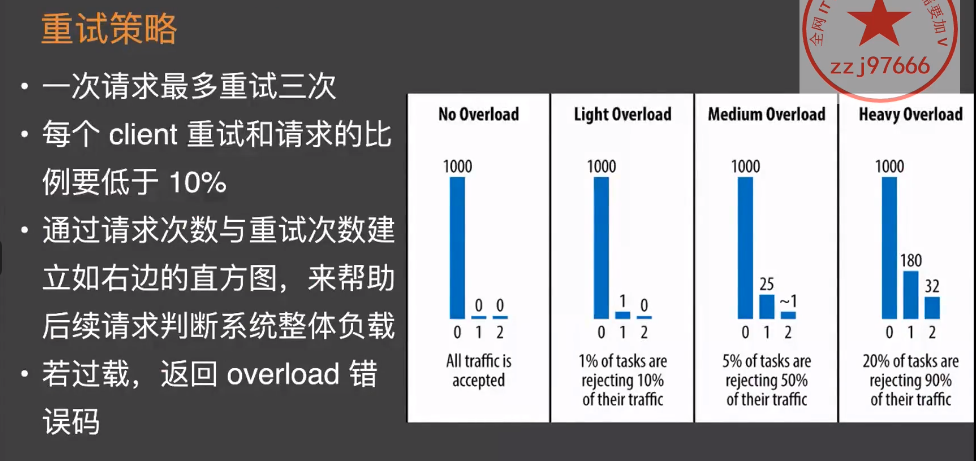 重试策略
• 一次请求最多重试三次
• 每个 client 重试和请求的比
例要低于 10%
• 通过请求次数与重试次数建
立如右边的直方图，来帮助
后续请求判断系统整体负载
• 若过载，返回 overload 错
误码
全网IT
需要加V
zzj97666
No Overload
1000
0 0
0 1 2
All traffic is
accepted
Light Overload
1000
1 0
0 1 2
1% of tasks are
rejecting 10%
of their traffic
Medium Overload
1000
25
~1
0 1 2
5% of tasks are
rejecting 50%
of their traffic
Heavy Overload
1000
180
32
0 1 2
20% of tasks are
rejecting 90%
of their traffic